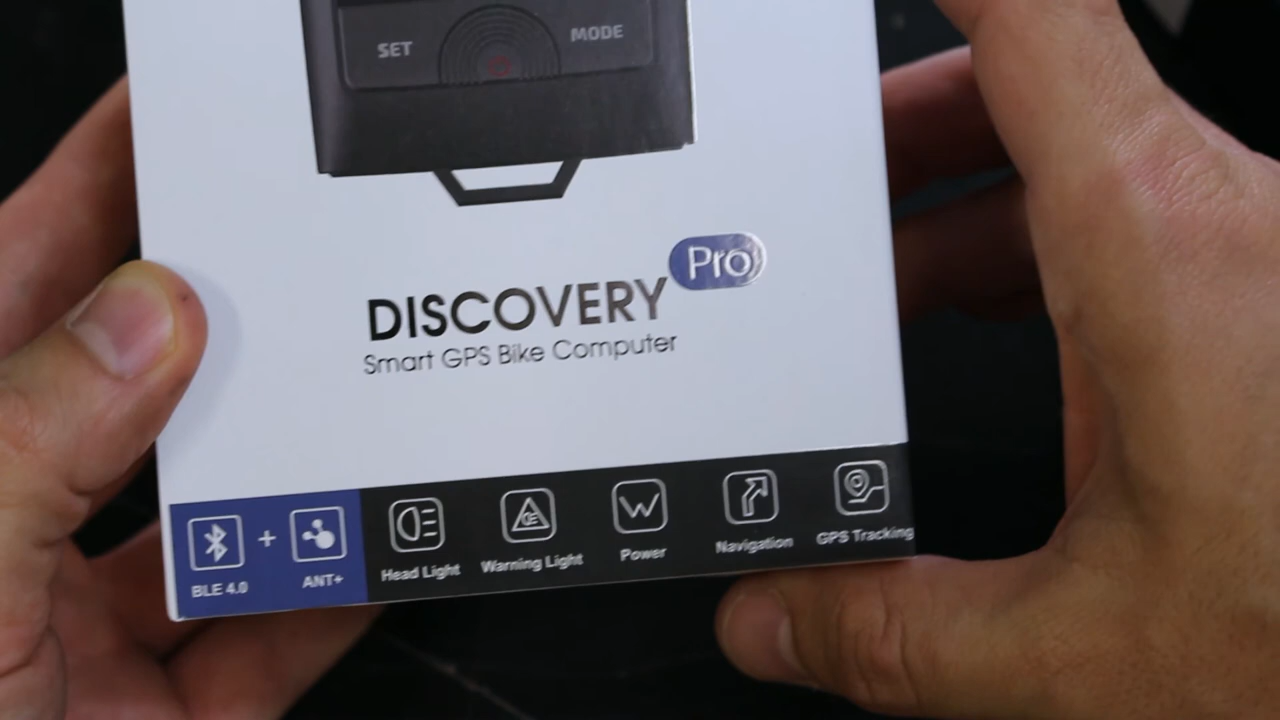 SET
MODE
DISCOVERY Pro
Smart GPS Bike Computer
BLE 4.0
+
ANT+
Head Light
Warning Light
Power
Navigation
GPS Tracking